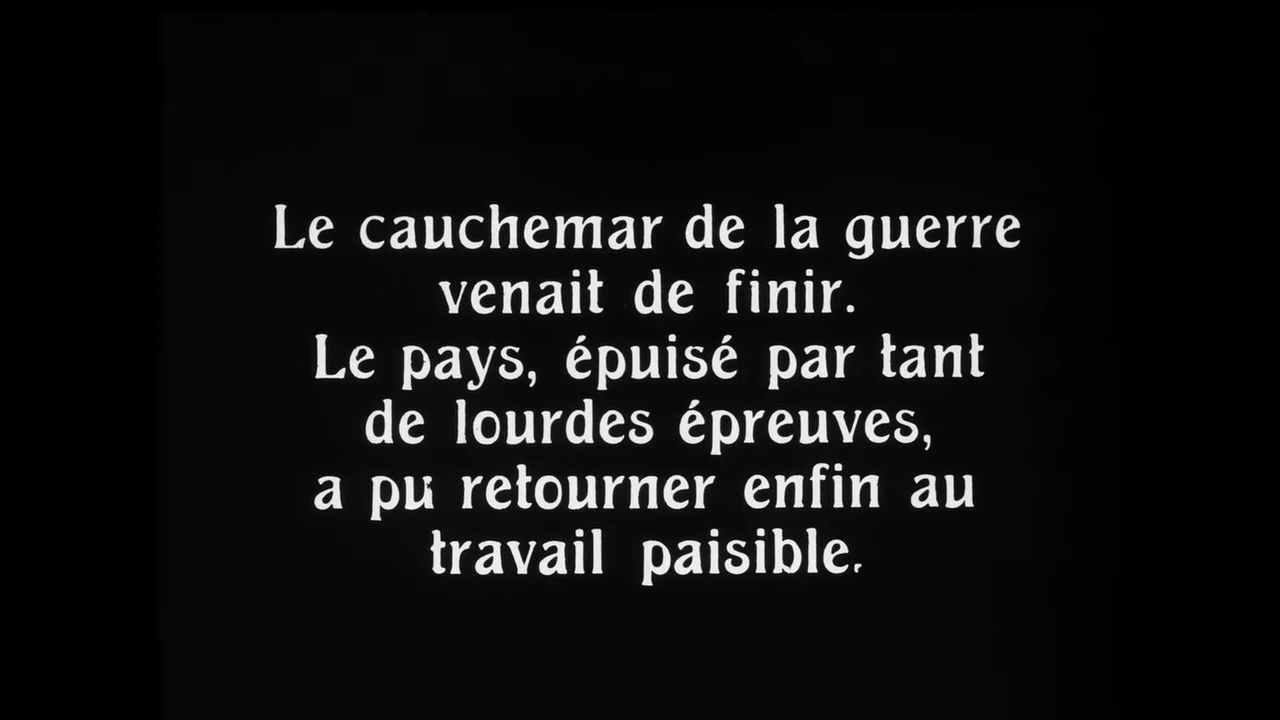 Le cauchemar de la guerre
venait de finir.
Le pays, épuisé par tant
de lourdes épreuves,
a pu retourner enfin au
travail paisible.